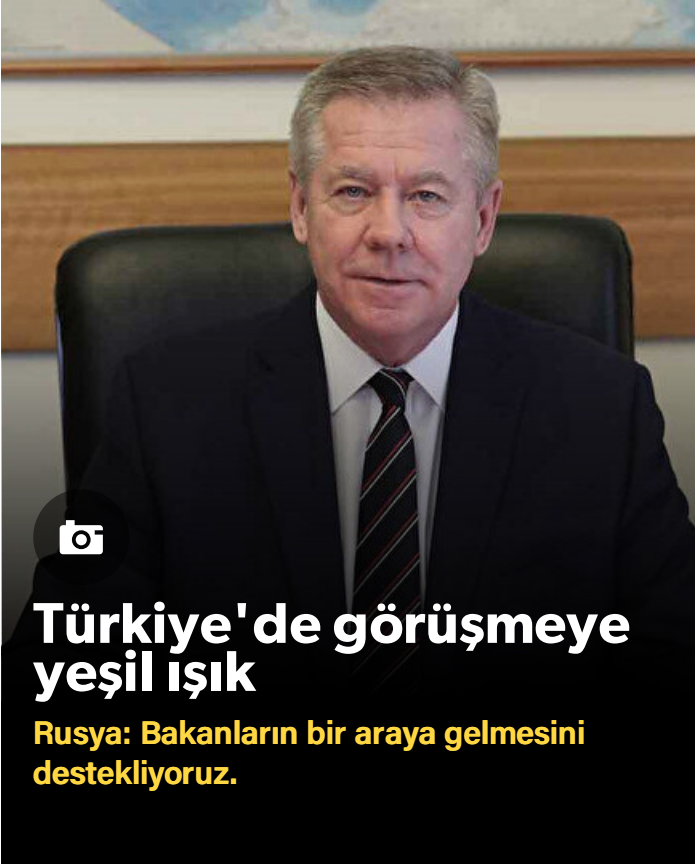 Türkiye'de görüşmeye
yeşil ışık
Rusya: Bakanların bir araya gelmesini
destekliyoruz.